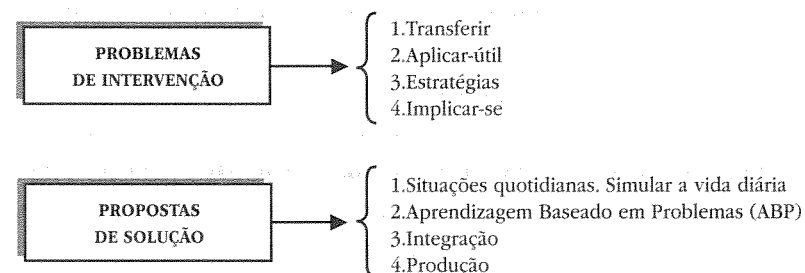 PROBLEMAS
DE INTERVENÇÃO
1.Transferir
2.Aplicar-útil
3.Estratégias
4.Implicar-se
PROPOSTAS
DE SOLUÇÃO
1.Situações quotidianas. Simular a vida diária
2.Aprendizagem Baseado em Problemas (ABP)
3.Integração
4.Produção